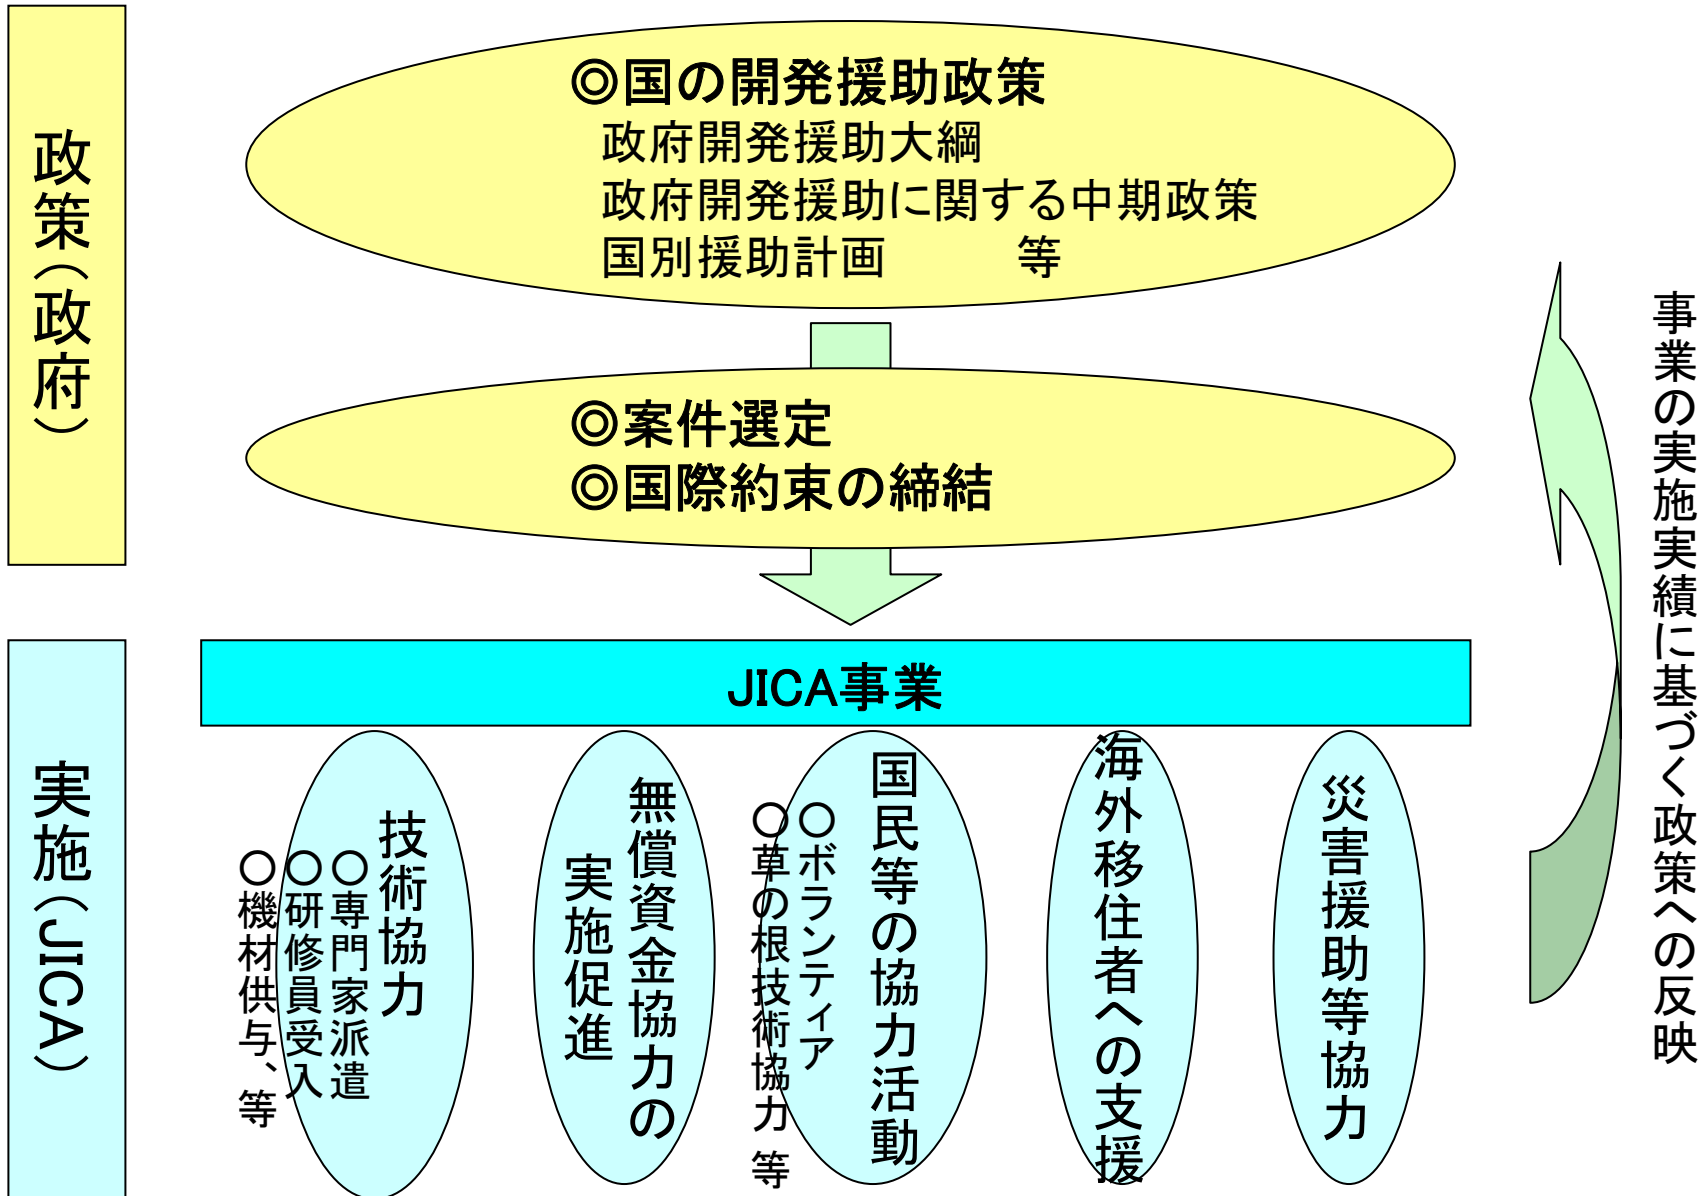 政策（政府）
◎国の開発援助政策
政府開発援助大綱
政府開発援助に関する中期政策
国別援助計画　　　等
◎案件選定
◎国際約束の締結
事業の実施実績に基づく政策への反映
実施（JICA）
JICA事業
技術協力
○専門家派遣
○研修員受入
○機材供与、等
無償資金協力の
実施促進
国民等の協力活動
○ボランティア
○草の根技術協力 等
海外移住者への支援
災害援助等協力